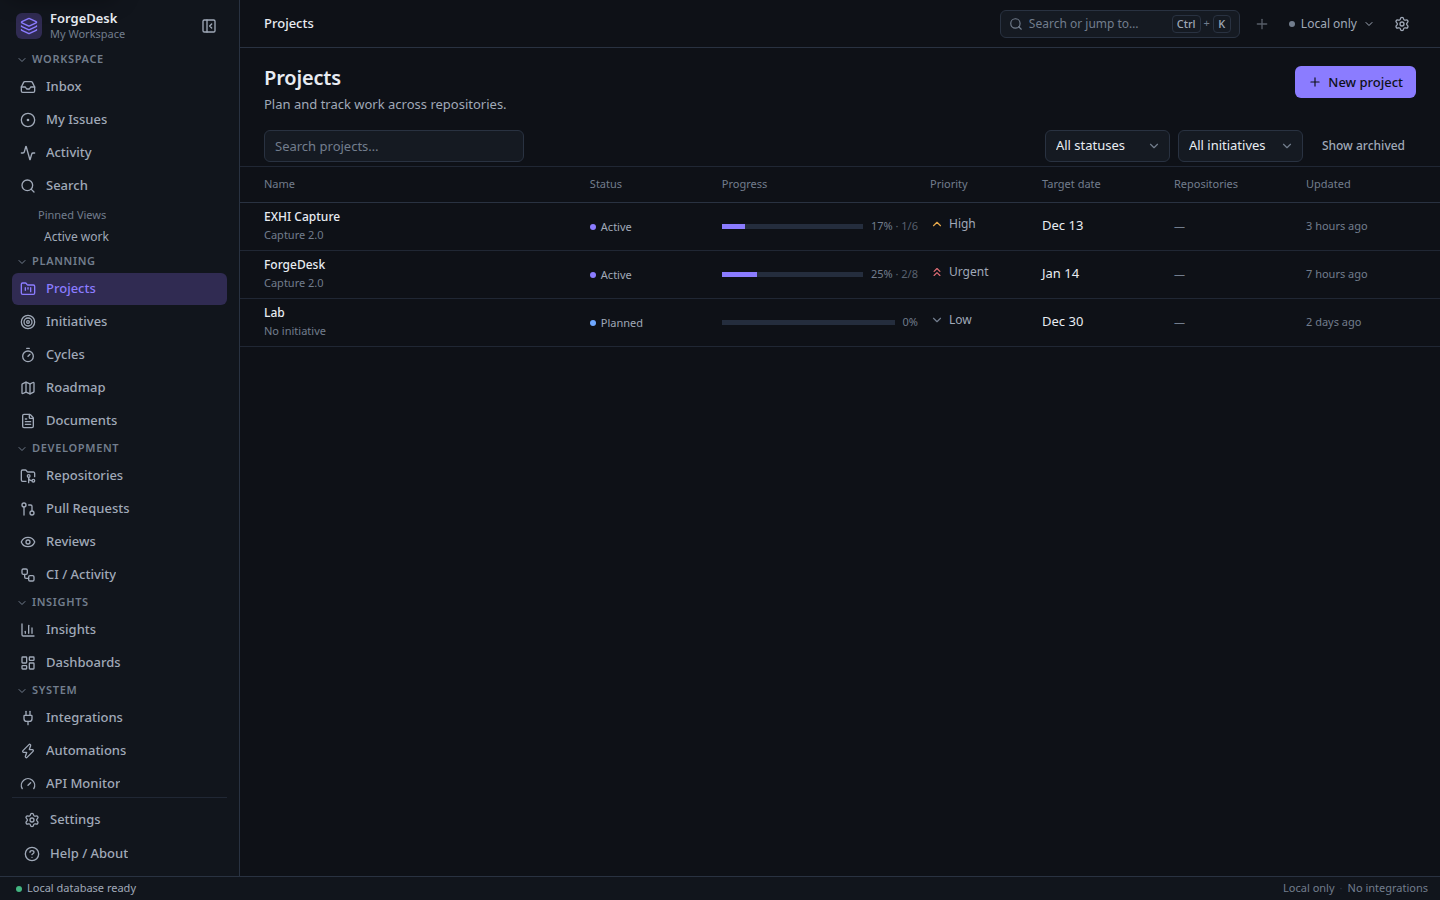 ForgeDesk
My Workspace
WORKSPACE
Inbox
My Issues
Activity
Search
Pinned Views
Active work
PLANNING
Projects
Initiatives
Cycles
Roadmap
Documents
DEVELOPMENT
Repositories
Pull Requests
Reviews
CI / Activity
INSIGHTS
Insights
Dashboards
SYSTEM
Integrations
Automations
API Monitor
Settings
Help / About
Projects
Search or jump to... Ctrl + K
Local only
Projects
Plan and track work across repositories.
New project
Search projects...
All statuses
All initiatives
Show archived
Name Status Progress Priority Target date Repositories Updated
EXHI Capture
Capture 2.0
Active 17% · 1/6 High Dec 13 — 3 hours ago
ForgeDesk
Capture 2.0
Active 25% · 2/8 Urgent Jan 14 — 7 hours ago
Lab
No initiative
Planned 0% Low Dec 30 — 2 days ago
Local database ready
Local only · No integrations